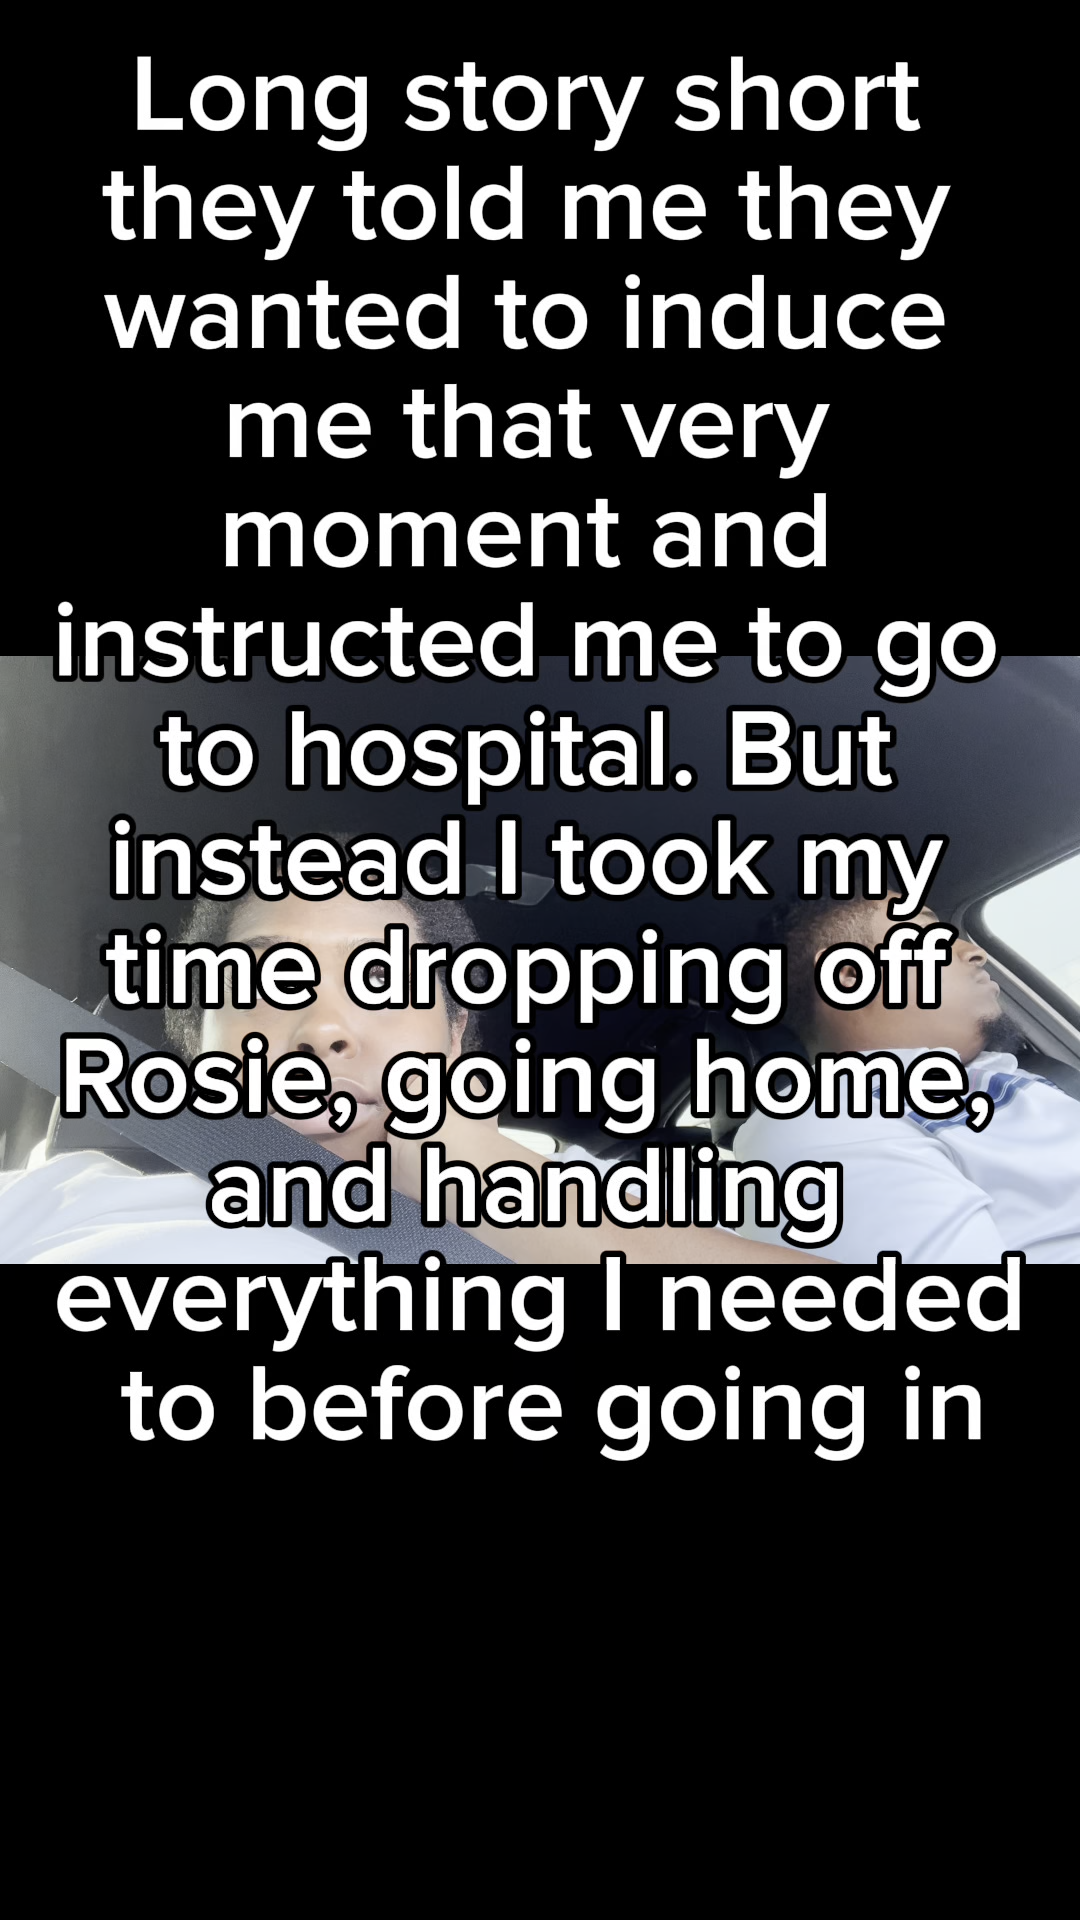 Long story short
they told me they
wanted to induce
me that very
moment and
instructed me to go
to hospital. But
instead I took my
time dropping off
Rosie, going home,
and handling
everything I needed
to before going in